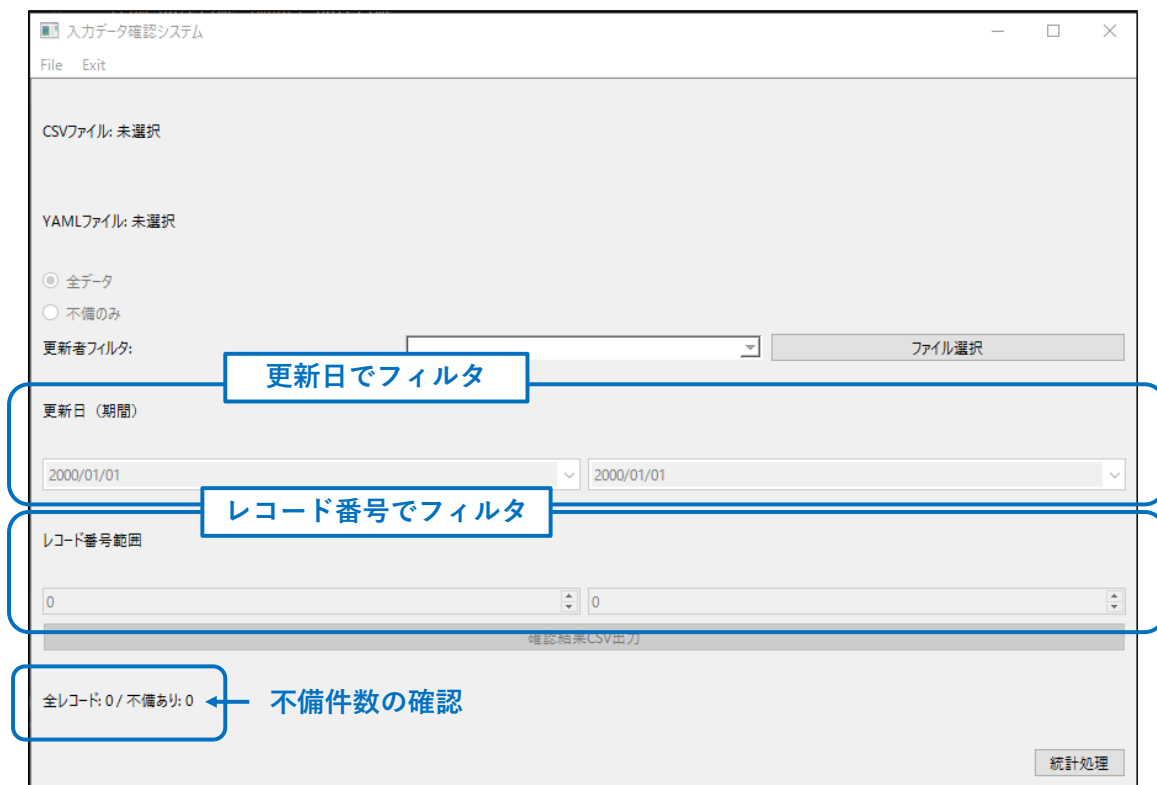 入力データ確認システム
File Exit
CSVファイル: 未選択
YAMLファイル: 未選択
全データ
不備のみ
更新者フィルタ:
ファイル選択
更新日でフィルタ
更新日（期間）
2000/01/01 2000/01/01
レコード番号でフィルタ
レコード番号範囲
0 0
確認結果CSV出力
全レコード: 0 / 不備あり: 0 不備件数の確認
統計処理